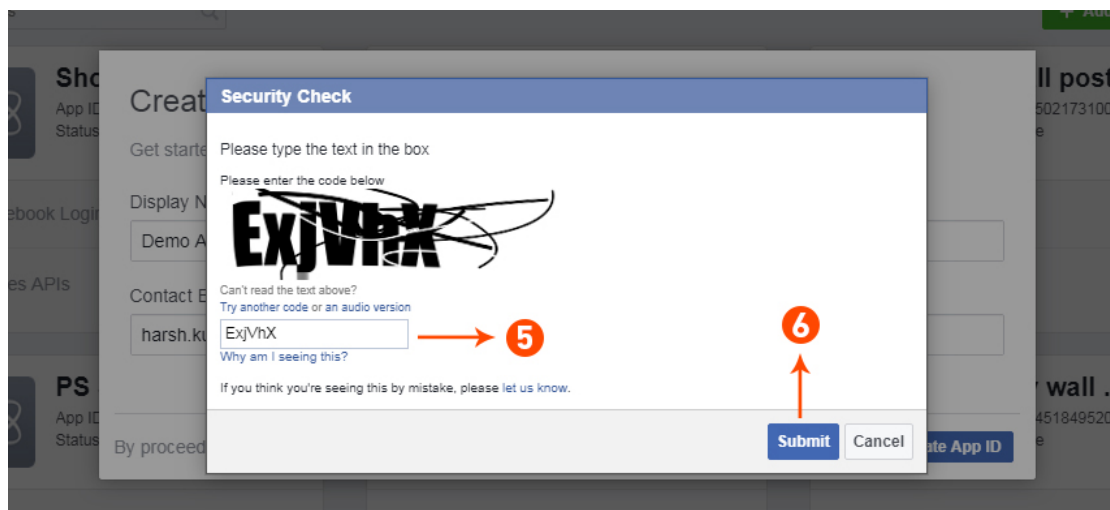 + Add
Sho
App ID
Status
ll post
502173100
e
Creat
Get starte
Security Check
Please type the text in the box
Please enter the code below
ExjVhX
Can't read the text above?
Try another code or an audio version
ExjVhX
5
Why am I seeing this?
If you think you're seeing this by mistake, please let us know.
6
Submit
Cancel
Display N
Demo A
ebook Login
es APIs
Contact E
harsh.ku
PS
App ID
Status
wall .
451849520
e
By proceed
ate App ID